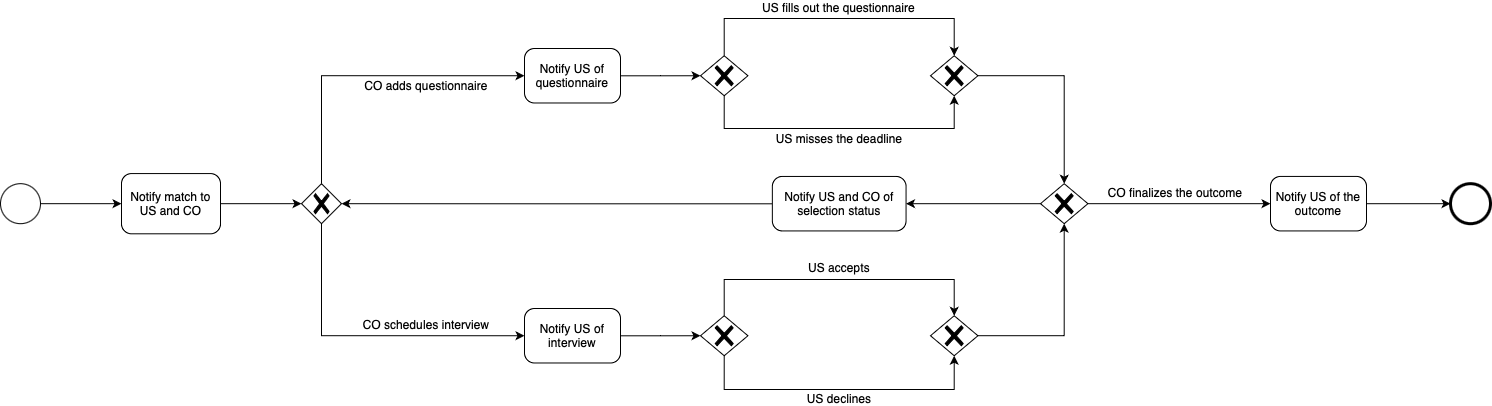 US fills out the questionnaire
Notify US of
questionnaire
CO adds questionnaire
US misses the deadline
Notify match to
US and CO
Notify US and CO of
selection status
CO finalizes the outcome
Notify US of the
outcome
US accepts
CO schedules interview
Notify US of
interview
US declines